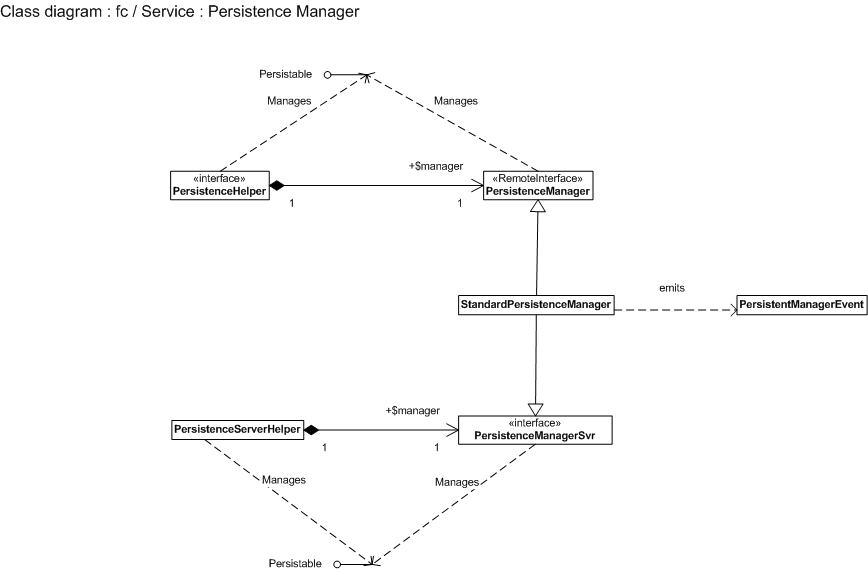 Class diagram : fc / Service : Persistence Manager
Persistable
Manages
Manages
+$manager
«interface»
PersistenceHelper
«RemoteInterface»
PersistenceManager
1
1
emits
StandardPersistenceManager
PersistentManagerEvent
+$manager
PersistenceServerHelper
«interface»
PersistenceManagerSvr
1
1
Manages
Manages
Persistable